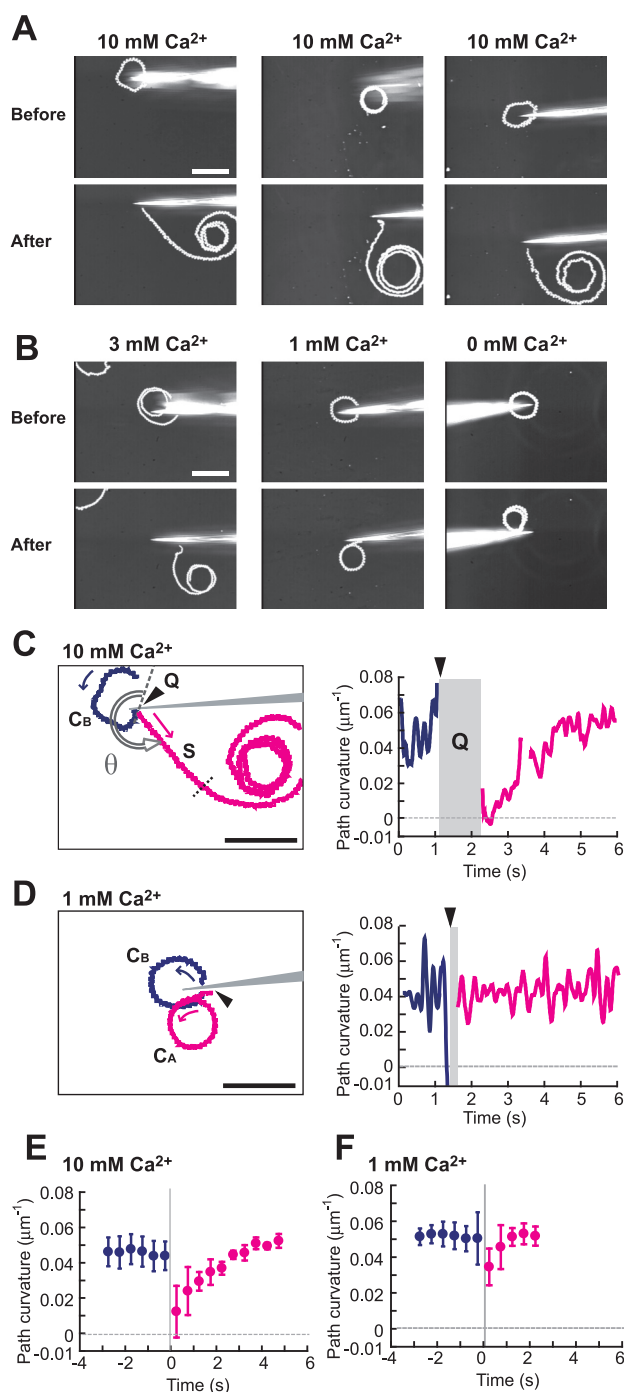 A
10 mM Ca²⁺ 10 mM Ca²⁺ 10 mM Ca²⁺
Before
After
B
3 mM Ca²⁺ 1 mM Ca²⁺ 0 mM Ca²⁺
Before
After
C
10 mM Ca²⁺
CB
Q
S
θ
Path curvature (μm⁻¹)
0.08
0.06
0.04
0.02
0
-0.01
Q
0 1 2 3 4 5 6
Time (s)
D
1 mM Ca²⁺
CB
CA
Path curvature (μm⁻¹)
0.08
0.06
0.04
0.02
0
-0.01
0 1 2 3 4 5 6
Time (s)
E
10 mM Ca²⁺
Path curvature (μm⁻¹)
0.08
0.06
0.04
0.02
0
-0.01
-4 -2 0 2 4 6
Time (s)
F
1 mM Ca²⁺
Path curvature (μm⁻¹)
0.08
0.06
0.04
0.02
0
-0.01
-4 -2 0 2 4 6
Time (s)